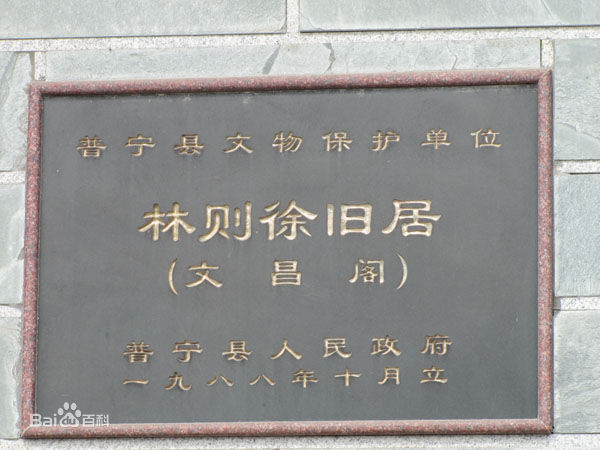 普宁县文物保护单位
林则徐旧居
(文昌阁)
普宁县人民政府
一九八八年十月立
Bai百科